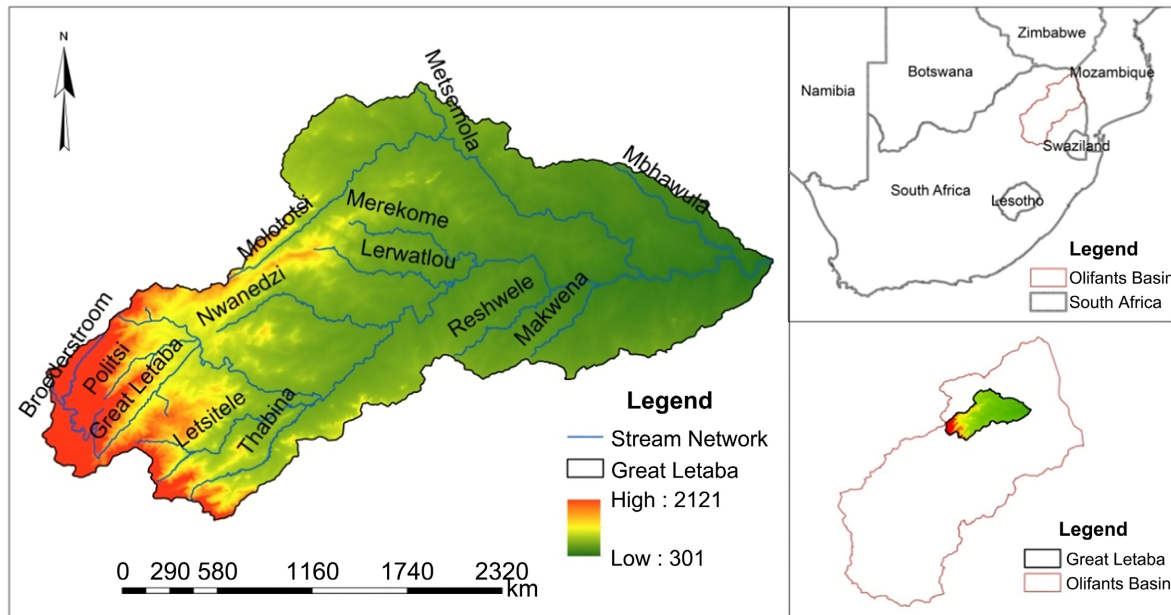 N
Metsemola
Mbhawula
Merekome
Molototsi
Lerwatlou
Nwanedzi
Reshwele
Makwena
Broederstroom
Politsi
Great Letaba
Letsitele
Thabina
Legend
Stream Network
Great Letaba
High : 2121
Low : 301
0 290 580 1160 1740 2320
km
Zimbabwe
Botswana
Mozambique
Namibia
Swaziland
South Africa
Lesotho
Legend
Olifants Basin
South Africa
Legend
Great Letaba
Olifants Basin